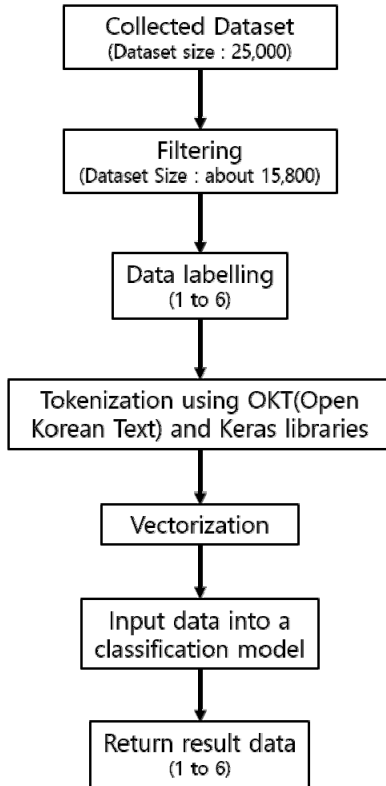 Collected Dataset
(Dataset size : 25,000)
Filtering
(Dataset Size : about 15,800)
Data labelling
(1 to 6)
Tokenization using OKT(Open
Korean Text) and Keras libraries
Vectorization
Input data into a
classification model
Return result data
(1 to 6)